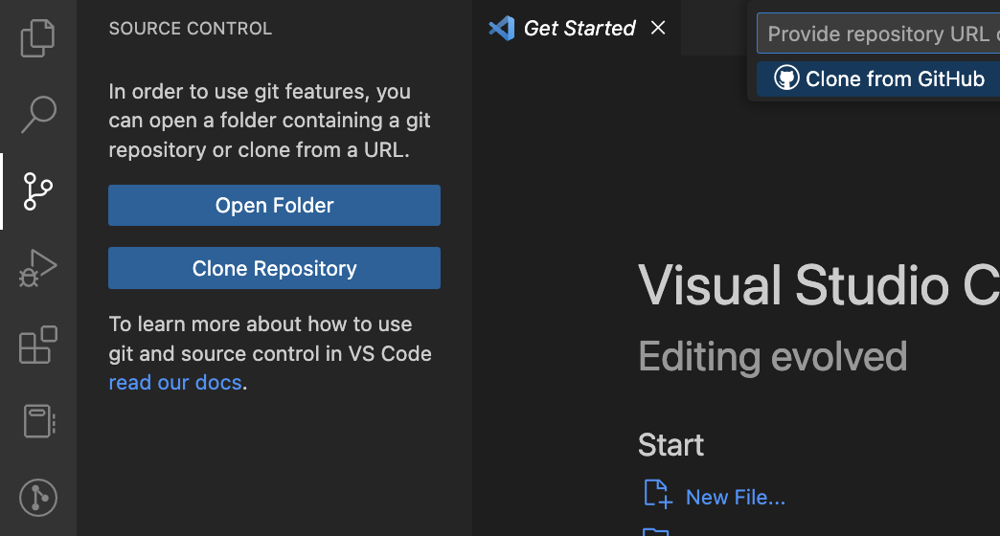 SOURCE CONTROL
In order to use git features, you
can open a folder containing a git
repository or clone from a URL.
Open Folder
Clone Repository
To learn more about how to use
git and source control in VS Code
read our docs.
Get Started
Provide repository URL
Clone from GitHub
Visual Studio C
Editing evolved
Start
New File...